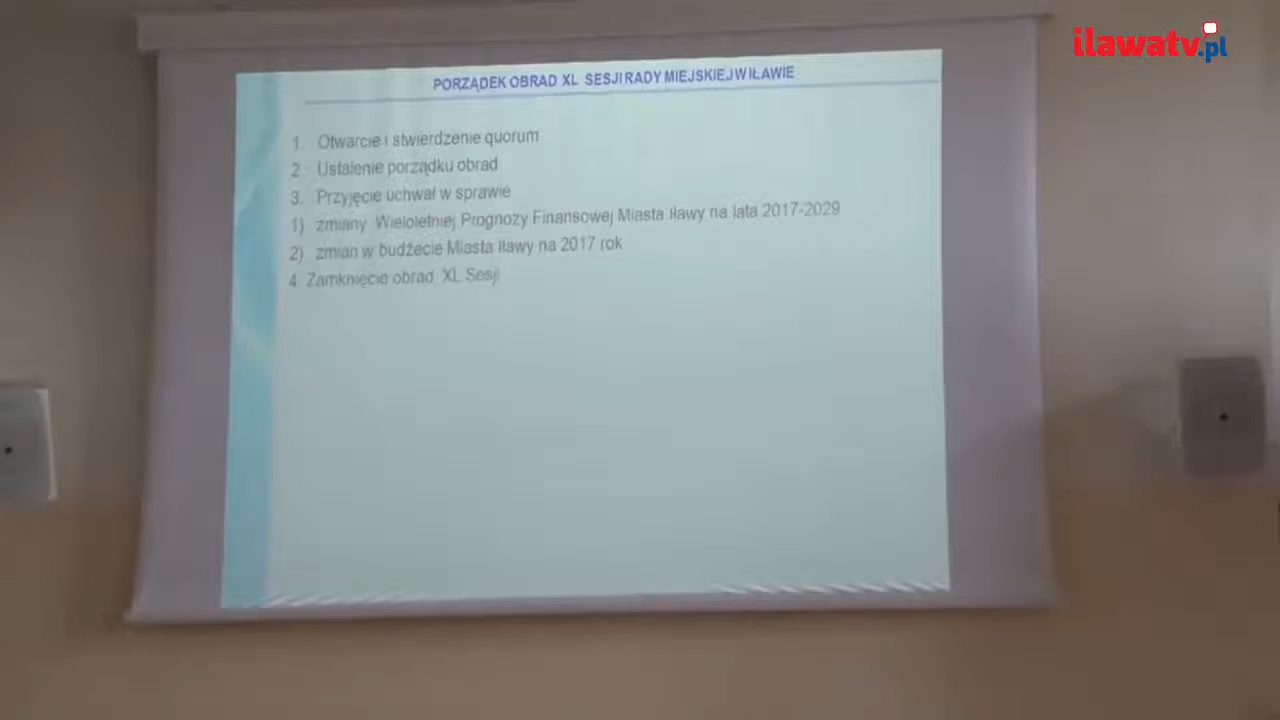 ilawatv.pl
PORZĄDEK OBRAD XL SESJI RADY MIEJSKIEJ W IŁAWIE
1. Otwarcie i stwierdzenie quorum
2. Ustalenie porządku obrad
3. Przyjęcie uchwał w sprawie
1) zmiany Wieloletniej Prognozy Finansowej Miasta Iławy na lata 2017-2029
2) zmian w budżecie Miasta Iławy na 2017 rok
4 Zamknięcie obrad XL Sesji